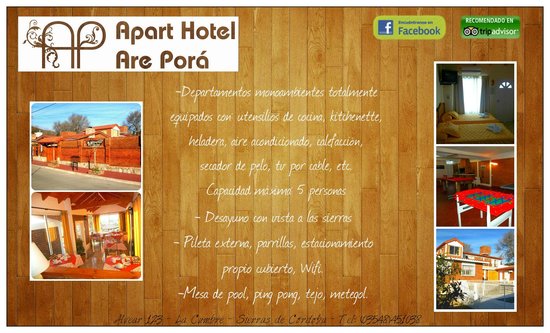 Apart Hotel
Are Porá
Encuéntranos en
Facebook
RECOMENDADO EN
tripadvisor
-Departamentos monoambientes totalmente
equipados con utensilios de cocina, kitchenette,
heladera, aire acondicionado, calefacción,
secador de pelo, tv por cable, etc.
Capacidad máxima 5 personas
- Desayuno con vista a las sierras
- Pileta externa, parrillas, estacionamiento
propio cubierto, Wifi.
-Mesa de pool, ping pong, tejo, metegol.
Alvear 123 - La Cumbre - Sierras de Córdoba - Tel: